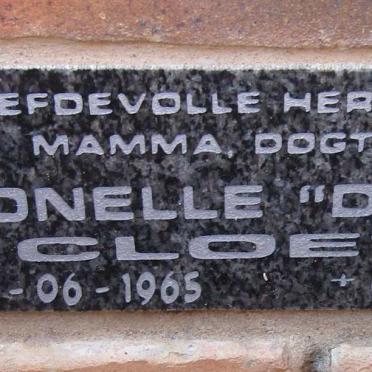 EFDEVOLLE HER
MAMMA, DOGT
ONELLE "D
CLOE
-06-1965 +